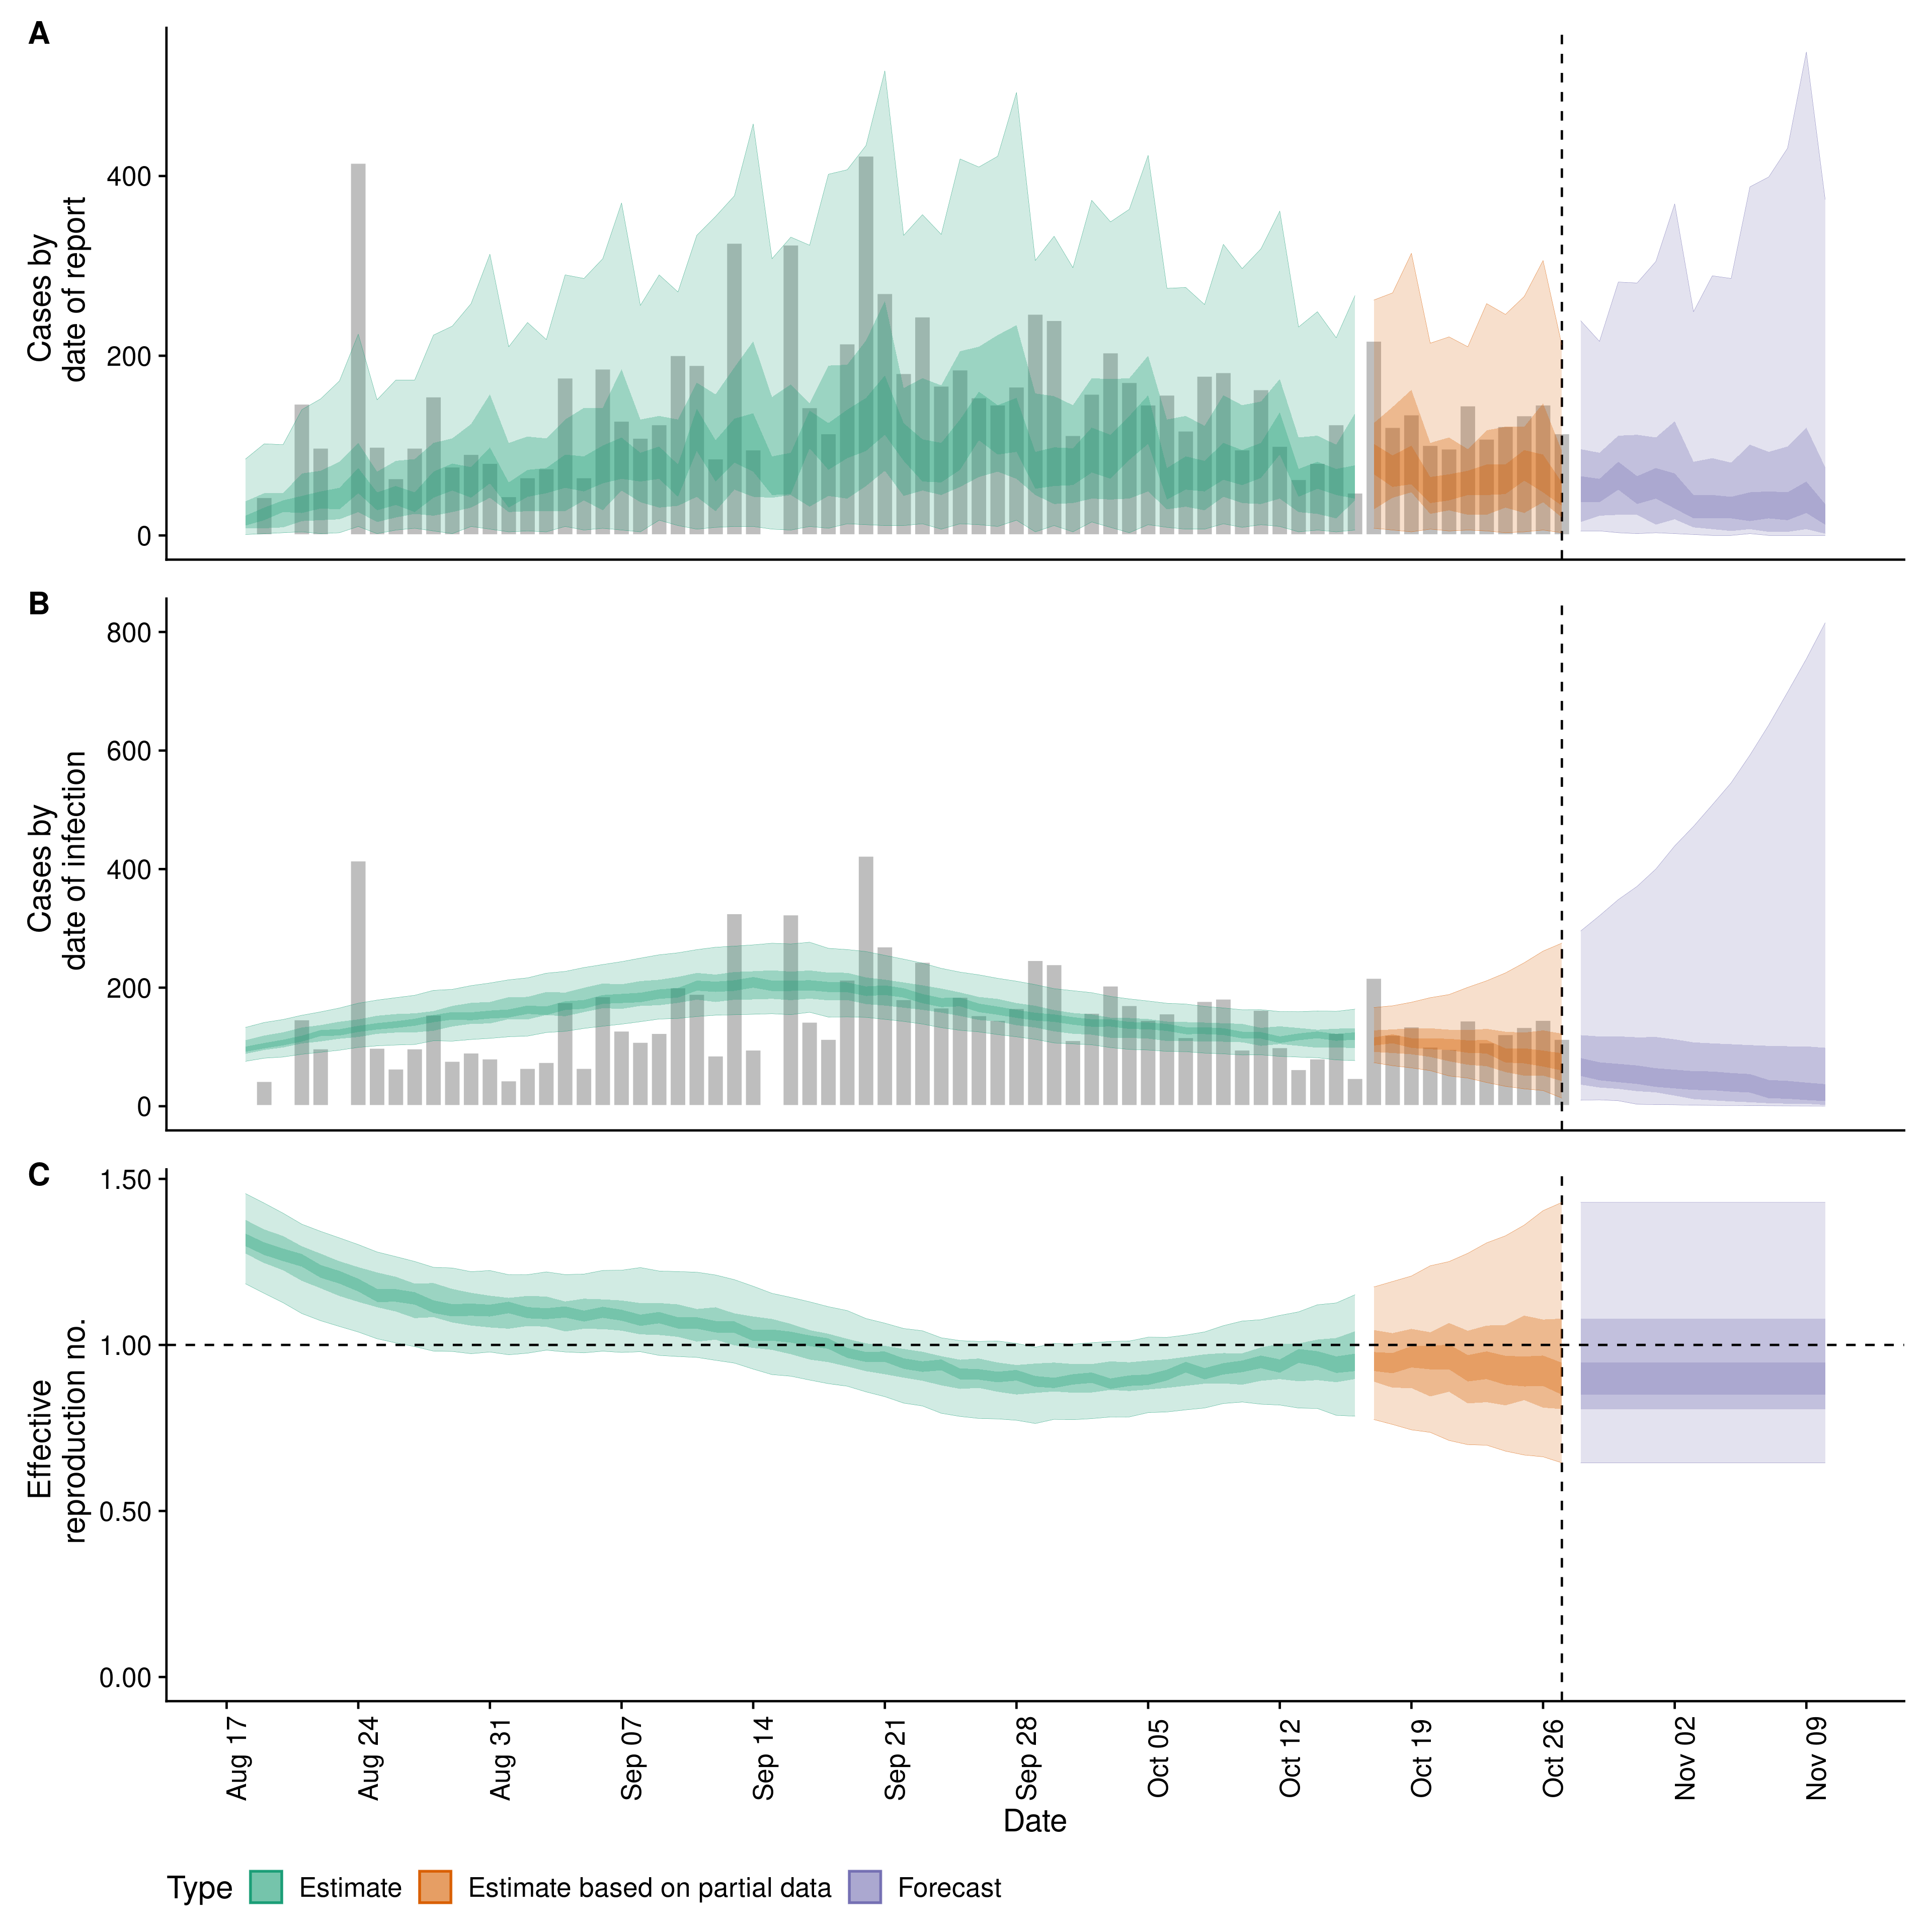 A
Cases by
date of report
400
200
0
B
Cases by
date of infection
800
600
400
200
0
C
Effective
reproduction no.
1.50
1.00
0.50
0.00
Aug 17
Aug 24
Aug 31
Sep 07
Sep 14
Sep 21
Sep 28
Oct 05
Oct 12
Oct 19
Oct 26
Nov 02
Nov 09
Date
Type Estimate Estimate based on partial data Forecast